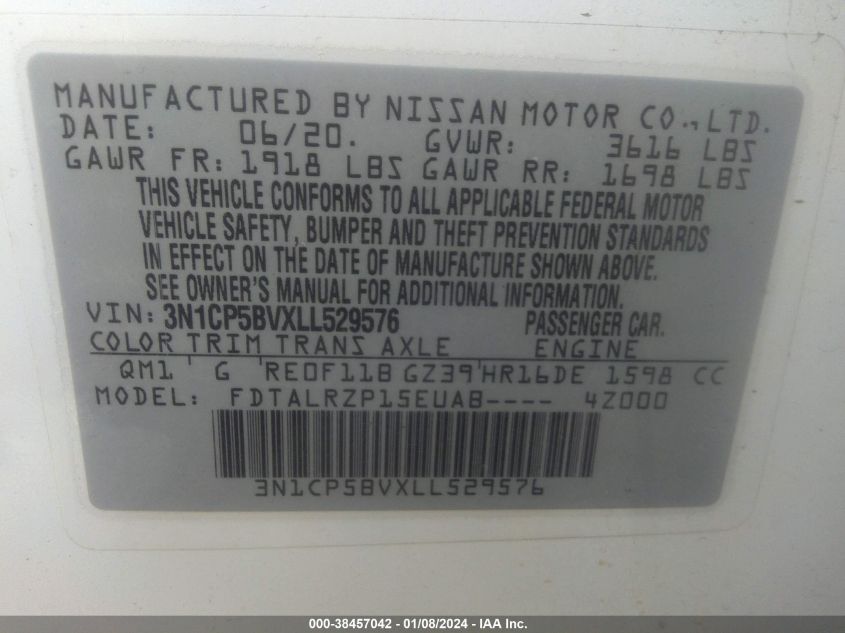 MANUFACTURED BY NISSAN MOTOR CO., LTD.
DATE: 06/20. GVWR: 3616 LBS
GAWR FR: 1918 LBS GAWR RR: 1698 LBS
THIS VEHICLE CONFORMS TO ALL APPLICABLE FEDERAL MOTOR
VEHICLE SAFETY, BUMPER AND THEFT PREVENTION STANDARDS
IN EFFECT ON THE DATE OF MANUFACTURE SHOWN ABOVE.
SEE OWNER'S MANUAL FOR ADDITIONAL INFORMATION.
VIN: 3N1CP5BVXLL529576 PASSENGER CAR.
COLOR TRIM TRANS AXLE ENGINE
QM1 G RE0F11B GZ39 HR16DE 1598 CC
MODEL: FDTALRZP15EUAB---- 4Z000
3N1CP5BVXLL529576
000-38457042 - 01/08/2024 - IAA Inc.